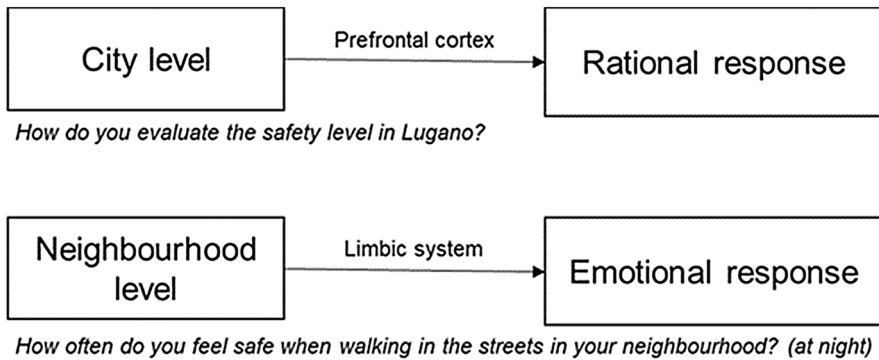 City level
Prefrontal cortex
Rational response
How do you evaluate the safety level in Lugano?
Neighbourhood
level
Limbic system
Emotional response
How often do you feel safe when walking in the streets in your neighbourhood? (at night)